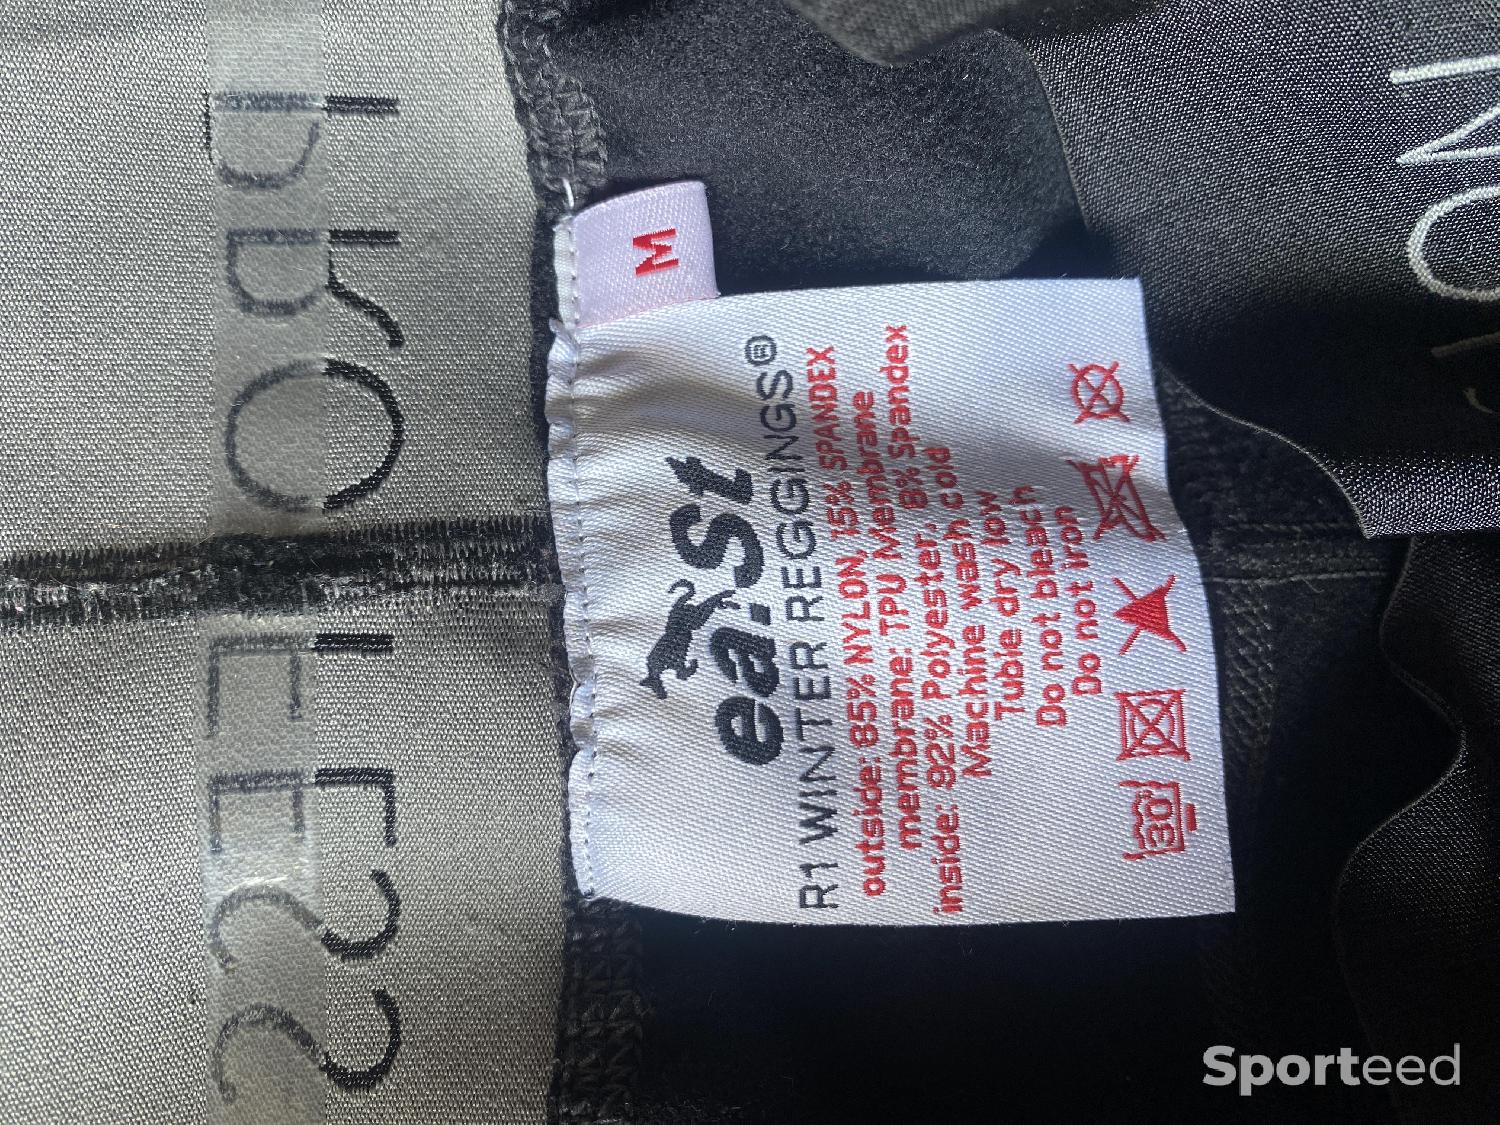 M
ea.St
R1 WINTER REGGINGS®
outside: 85% NYLON, 15% SPANDEX
membrane: TPU Membrane
inside: 92% Polyester, 8% Spandex
Machine wash cold
Tuble dry low
Do not bleach
Do not iron
30°
Sporteed